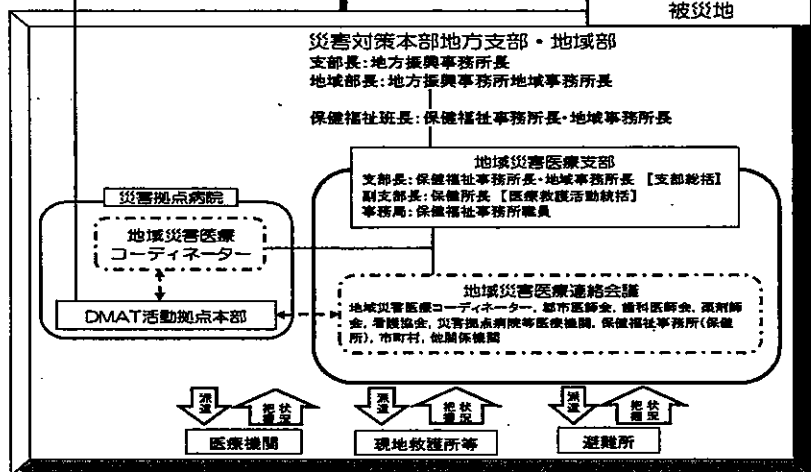 被災地
災害対策本部地方支部・地域部
支部長:地方振興事務所長
地域部長:地方振興事務所地域事務所長
保健福祉班長:保健福祉事務所長・地域事務所長
地域災害医療支部
支部長:保健福祉事務所長・地域事務所長 [支部総括]
副支部長:保健所長 [医療救護活動統括]
事務局:保健福祉事務所職員
災害拠点病院
地域災害医療
コーディネーター
DMAT活動拠点本部
地域災害医療連絡会議
地域災害医療コーディネーター, 郡市医師会, 歯科医師会, 薬剤師
会, 看護協会, 災害拠点病院等医療機関, 保健福祉事務所(保健
所), 市町村, 他関係機関
派遣
状況把握
医療機関
派遣
状況把握
現地救護所等
派遣
状況把握
避難所